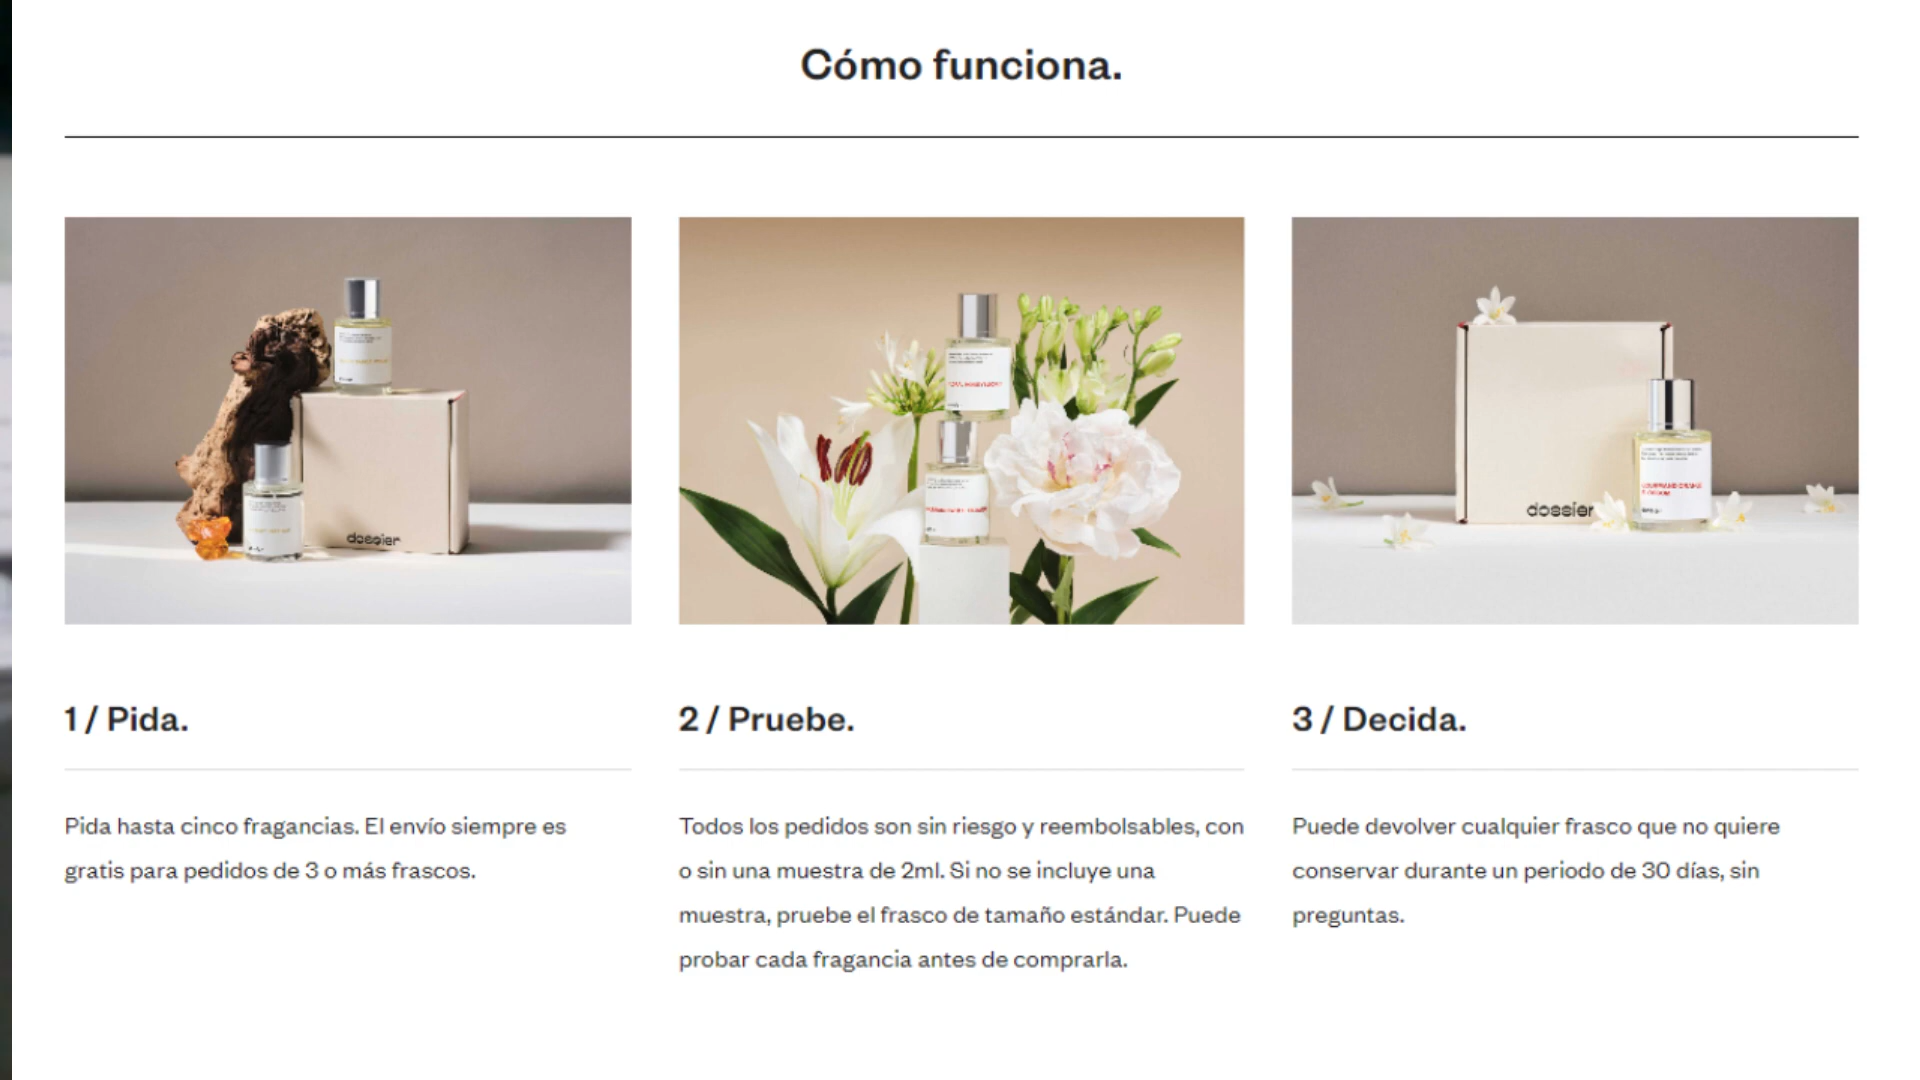 Cómo funciona.
dossier
dossier
1 / Pida.
2 / Pruebe.
3 / Decida.
Pida hasta cinco fragancias. El envío siempre es
gratis para pedidos de 3 o más frascos.
Todos los pedidos son sin riesgo y reembolsables, con
o sin una muestra de 2ml. Si no se incluye una
muestra, pruebe el frasco de tamaño estándar. Puede
probar cada fragancia antes de comprarla.
Puede devolver cualquier frasco que no quiere
conservar durante un periodo de 30 días, sin
preguntas.